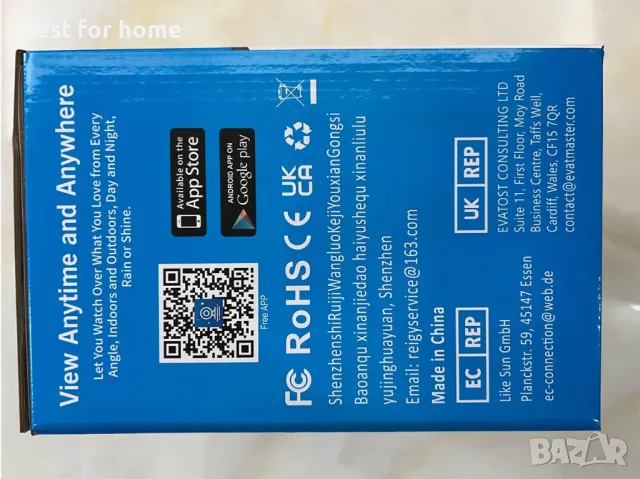 Best for home
View Anytime and Anywhere
Let You Watch Over What You Love from Every
Angle, Indoors and Outdoors, Day and Night,
Rain or Shine.
Available on the
App Store
ANDROID APP ON
Google play
Free APP
FC RoHS CE UK CA
ShenzhenshiRuijiWangluoKejiYouxianGongsi
Baoanqu xinanjiedao haiyushequ xinanliulu
yujinghuayuan, Shenzhen
Email: reigyservice@163.com
Made in China
EC REP
Like Sun GmbH
Planckstr. 59, 45147 Essen
ec-connection@web.de
UK REP
EVATOST CONSULTING LTD
Suite 11, First Floor, Moy Road
Business Centre, Taffs Well,
Cardiff, Wales, CF15 7QR
contact@evatmaster.com
BAZAR